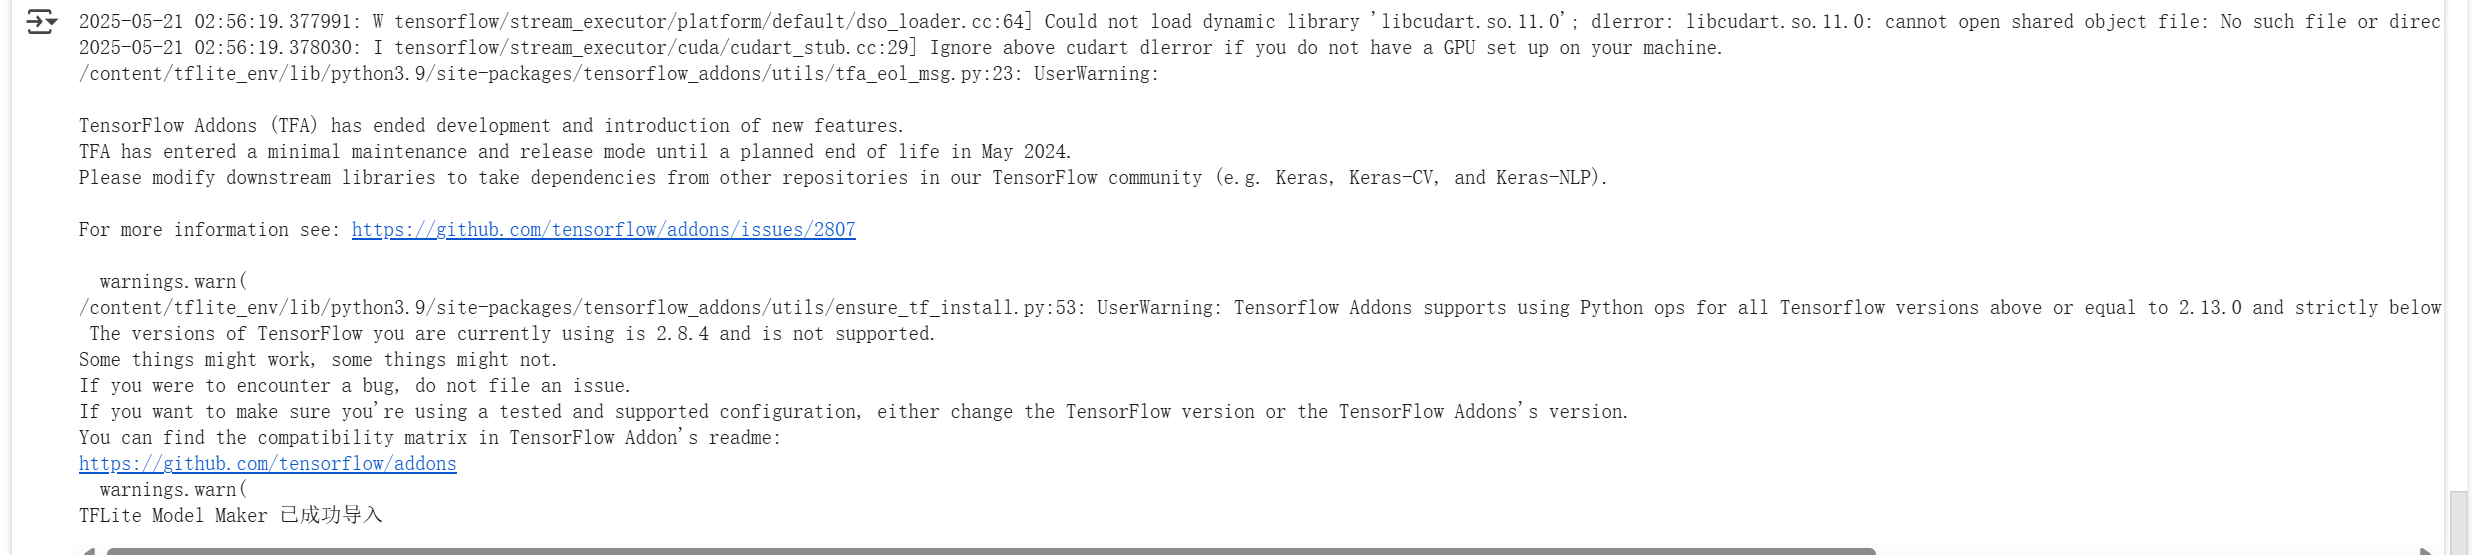 2025-05-21 02:56:19.377991: W tensorflow/stream_executor/platform/default/dso_loader.cc:64] Could not load dynamic library 'libcudart.so.11.0'; dlerror: libcudart.so.11.0: cannot open shared object file: No such file or direc
2025-05-21 02:56:19.378030: I tensorflow/stream_executor/cuda/cudart_stub.cc:29] Ignore above cudart dlerror if you do not have a GPU set up on your machine.
/content/tflite_env/lib/python3.9/site-packages/tensorflow_addons/utils/tfa_eol_msg.py:23: UserWarning:
TensorFlow Addons (TFA) has ended development and introduction of new features.
TFA has entered a minimal maintenance and release mode until a planned end of life in May 2024.
Please modify downstream libraries to take dependencies from other repositories in our TensorFlow community (e.g. Keras, Keras-CV, and Keras-NLP).
For more information see: https://github.com/tensorflow/addons/issues/2807
warnings.warn(
/content/tflite_env/lib/python3.9/site-packages/tensorflow_addons/utils/ensure_tf_install.py:53: UserWarning: Tensorflow Addons supports using Python ops for all Tensorflow versions above or equal to 2.13.0 and strictly below
The versions of TensorFlow you are currently using is 2.8.4 and is not supported.
Some things might work, some things might not.
If you were to encounter a bug, do not file an issue.
If you want to make sure you're using a tested and supported configuration, either change the TensorFlow version or the TensorFlow Addons's version.
You can find the compatibility matrix in TensorFlow Addon's readme:
https://github.com/tensorflow/addons
warnings.warn(
TFLite Model Maker 已成功导入